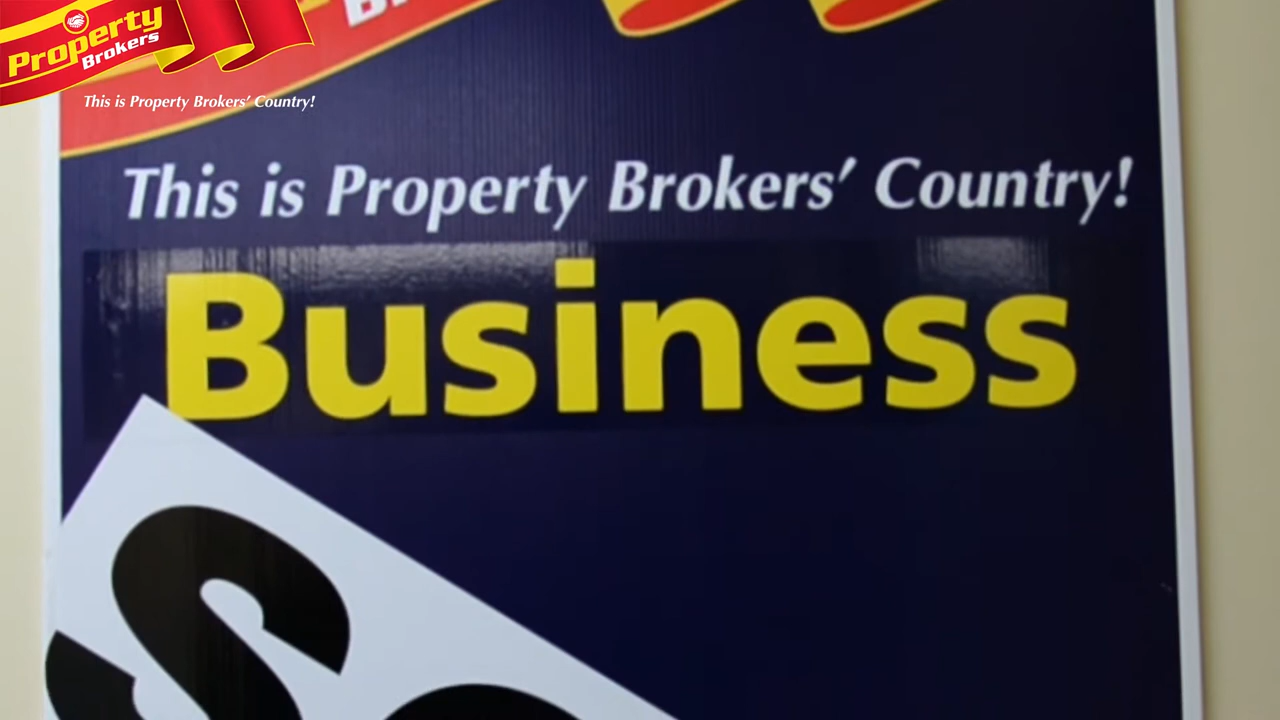 Property
Brokers
This is Property Brokers' Country!
This is Property Brokers' Country!
Business
S